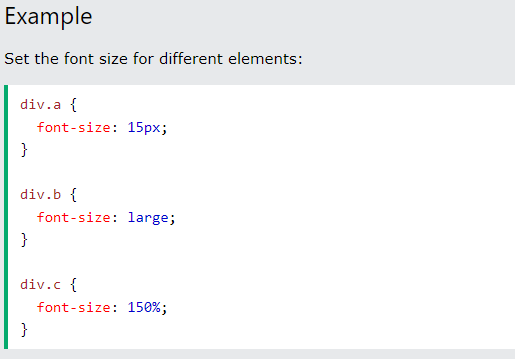 Example
Set the font size for different elements:
div.a {
  font-size: 15px;
}
div.b {
  font-size: large;
}
div.c {
  font-size: 150%;
}